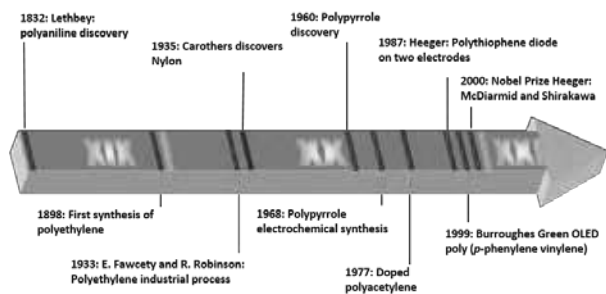 1832: Lethbey:
polyaniline discovery
1935: Carothers discovers
Nylon
1960: Polypyrrole
discovery
1987: Heeger: Polythiophene diode
on two electrodes
2000: Nobel Prize Heeger:
McDiarmid and Shirakawa
XIX
XX
XX
1898: First synthesis of
polyethylene
1933: E. Fawcety and R. Robinson:
Polyethylene industrial process
1968: Polypyrrole
electrochemical synthesis
1977: Doped
polyacetylene
1999: Burroughes Green OLED
poly (p-phenylene vinylene)